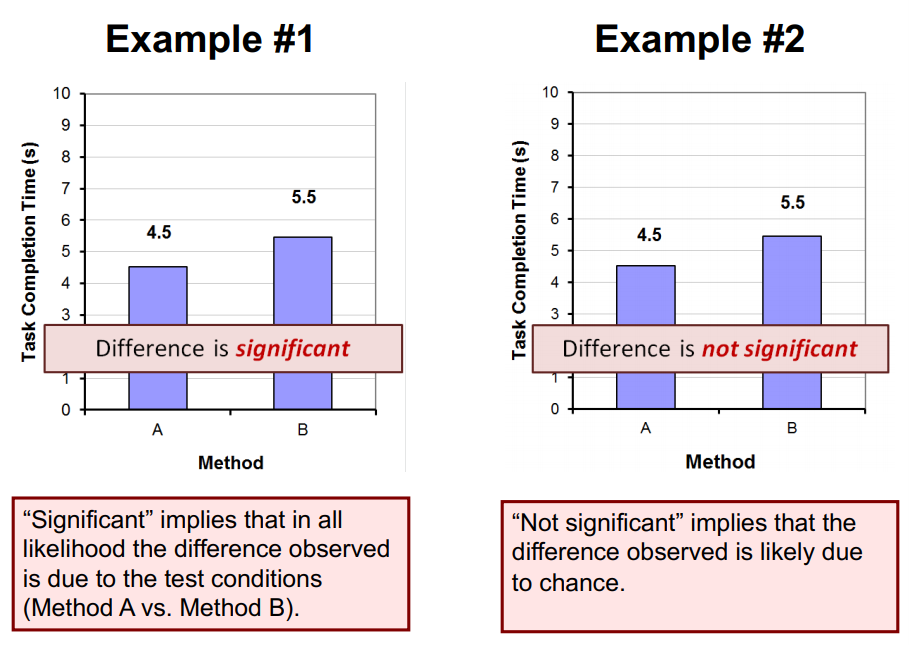 Example #1
10
9
8
7
6
5
4
3
1
0
Task Completion Time (s)
4.5
5.5
Difference is significant
A
B
Method
“Significant” implies that in all
likelihood the difference observed
is due to the test conditions
(Method A vs. Method B).
Example #2
10
9
8
7
6
5
4
3
1
0
Task Completion Time (s)
4.5
5.5
Difference is not significant
A
B
Method
“Not significant” implies that the
difference observed is likely due
to chance.